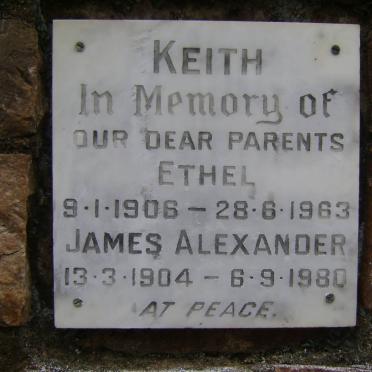 KEITH
In Memory of
OUR DEAR PARENTS
ETHEL
9·1·1906 – 28·6·1963
JAMES ALEXANDER
13·3·1904 – 6·9·1980
AT PEACE.